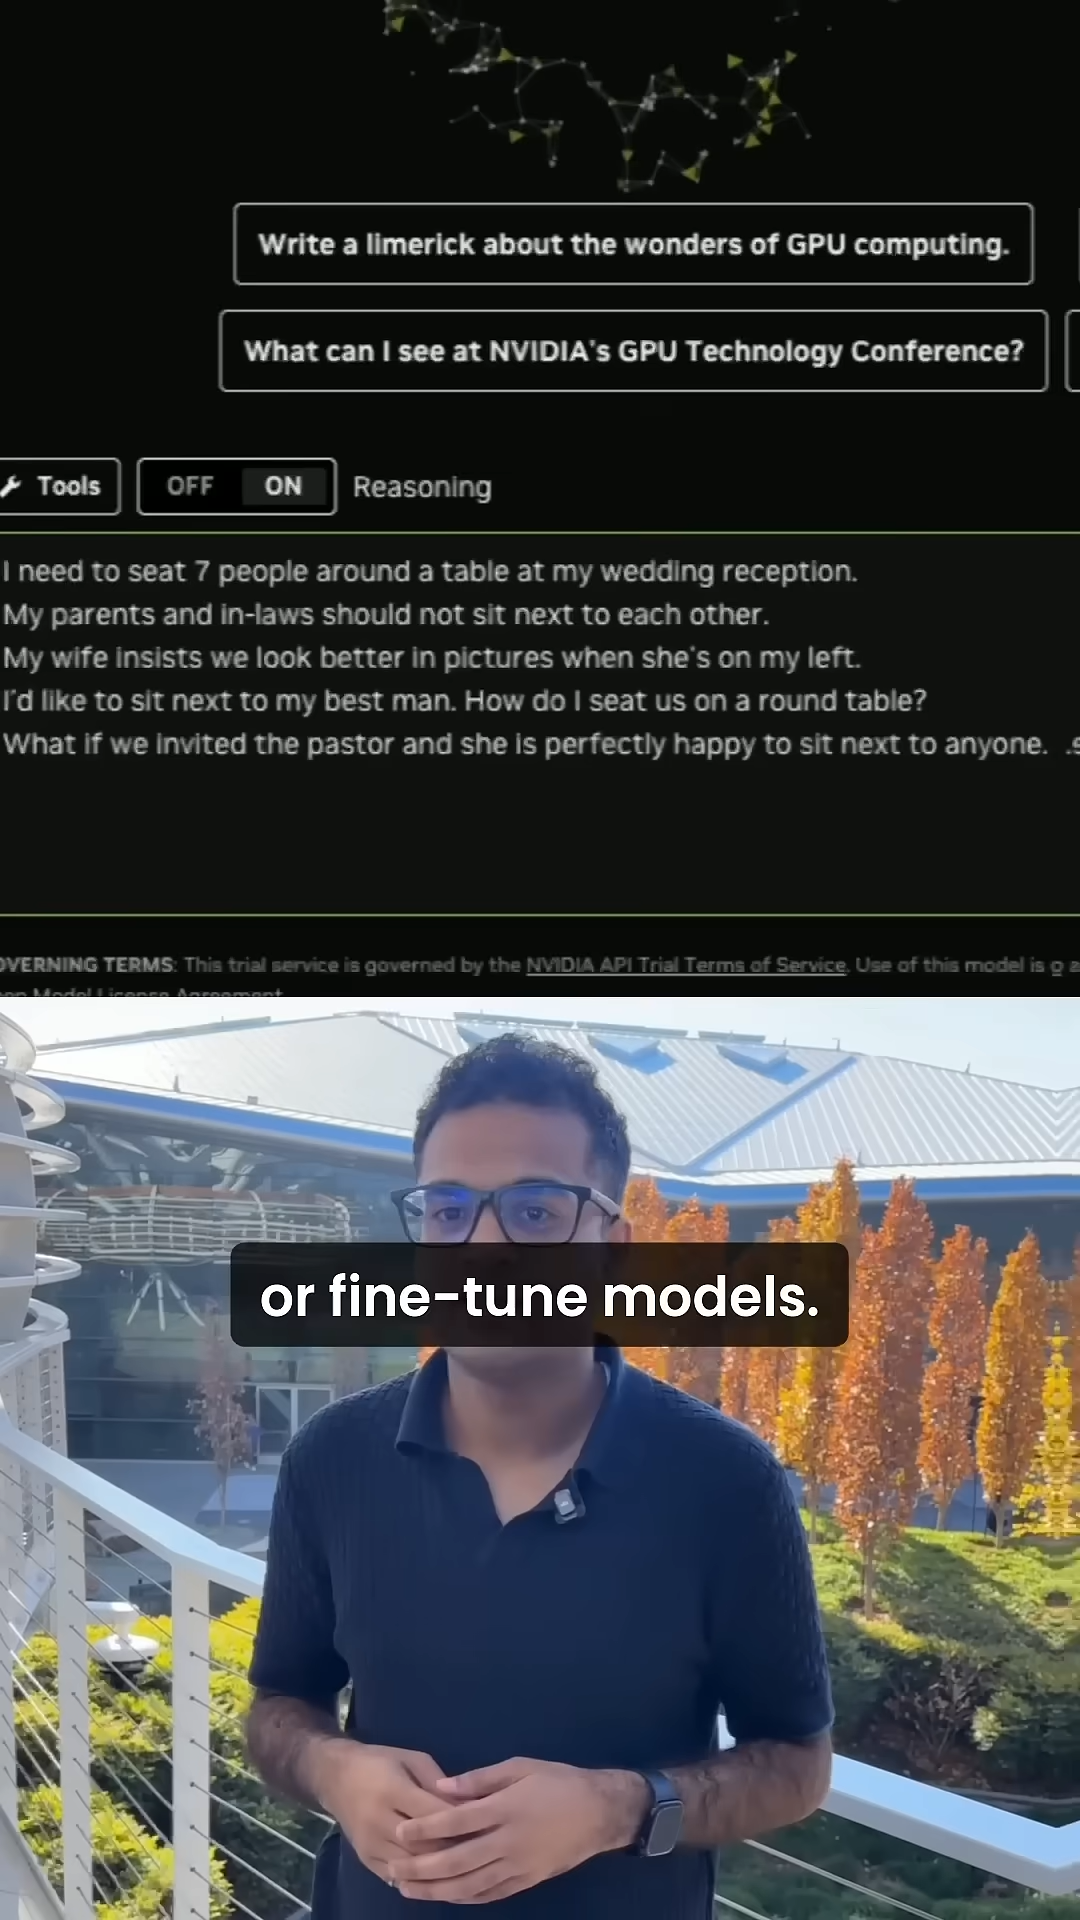 Write a limerick about the wonders of GPU computing.
What can I see at NVIDIA's GPU Technology Conference?
Tools OFF ON Reasoning
I need to seat 7 people around a table at my wedding reception.
My parents and in-laws should not sit next to each other.
My wife insists we look better in pictures when she's on my left.
I'd like to sit next to my best man. How do I seat us on a round table?
What if we invited the pastor and she is perfectly happy to sit next to anyone.
OVERNING TERMS: This trial service is governed by the NVIDIA API Trial Terms of Service. Use of this model is
Model License Agreement
or fine-tune models.